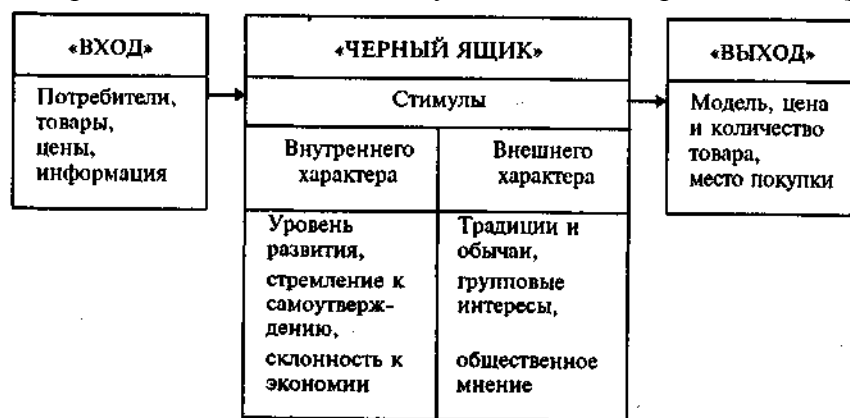 «ВХОД»
Потребители,
товары,
цены,
информация
«ЧЕРНЫЙ ЯЩИК»
Стимулы
Внутреннего
характера
Уровень
развития,
стремление к
самоутверж-
дению,
склонность к
экономии
Внешнего
характера
Традиции и
обычаи,
групповые
интересы,
общественное
мнение
«ВЫХОД»
Модель, цена
и количество
товара,
место покупки